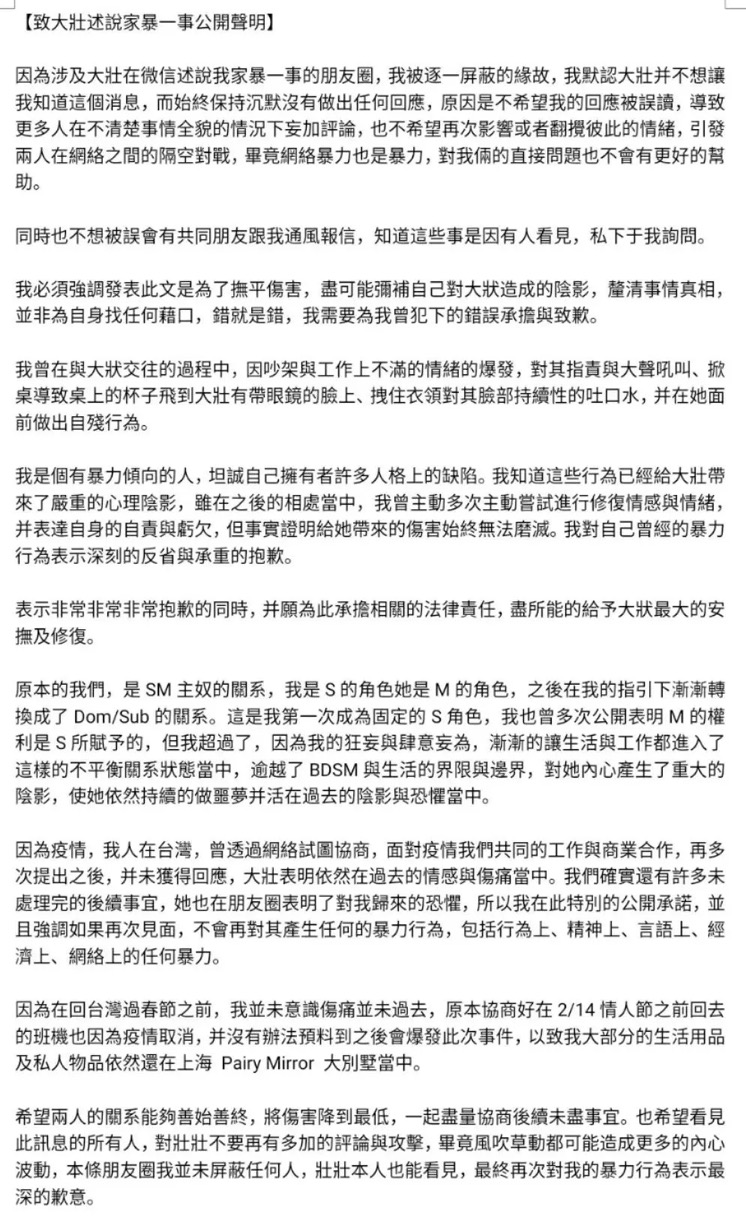 【致大壯述說家暴一事公開聲明】
因為涉及大壯在微信述說我家暴一事的朋友圈，我被逐一屏蔽的緣故，我默認大壯并不想讓
我知道這個消息，而始終保持沉默沒有做出任何回應，原因是不希望我的回應被誤讀，導致
更多人在不清楚事情全貌的情況下妄加評論，也不希望再次影響或者翻攪彼此的情緒，引發
兩人在網絡之間的隔空對戰，畢竟網絡暴力也是暴力，對我倆的直接問題也不會有更好的幫
助。
同時也不想被誤會有共同朋友跟我通風報信，知道這些事是因有人看見，私下于我詢問。
我必須強調發表此文是為了撫平傷害，盡可能彌補自己對大狀造成的陰影，釐清事情真相，
並非為自身找任何藉口，錯就是錯，我需要為我曾犯下的錯誤承擔與致歉。
我曾在與大狀交往的過程中，因吵架與工作上不滿的情緒的爆發，對其指責與大聲吼叫、掀
桌導致桌上的杯子飛到大壯有帶眼鏡的臉上、拽住衣領對其臉部持續性的吐口水，并在她面
前做出自殘行為。
我是個有暴力傾向的人，坦誠自己擁有者許多人格上的缺陷。我知道這些行為已經給大壯帶
來了嚴重的心理陰影，雖在之後的相處當中，我曾主動多次主動嘗試進行修復情感與情緒，
并表達自身的自責與虧欠，但事實證明給她帶來的傷害始終無法磨滅。我對自己曾經的暴力
行為表示深刻的反省與承重的抱歉。
表示非常非常非常抱歉的同時，并願為此承擔相關的法律責任，盡所能的給予大狀最大的安
撫及修復。
原本的我們，是 SM 主奴的關系，我是 S 的角色她是 M 的角色，之後在我的指引下漸漸轉
換成了 Dom/Sub 的關系。這是我第一次成為固定的 S 角色，我也曾多次公開表明 M 的權
利是 S 所賦予的，但我超過了，因為我的狂妄與肆意妄為，漸漸的讓生活與工作都進入了
這樣的不平衡關系狀態當中，逾越了 BDSM 與生活的界限與邊界，對她內心產生了重大的
陰影，使她依然持續的做噩夢并活在過去的陰影與恐懼當中。
因為疫情，我人在台灣，曾透過網絡試圖協商，面對疫情我們共同的工作與商業合作，再多
次提出之後，并未獲得回應，大壯表明依然在過去的情感與傷痛當中。我們確實還有許多未
處理完的後續事宜，她也在朋友圈表明了對我歸來的恐懼，所以我在此特別的公開承諾，並
且強調如果再次見面，不會再對其產生任何的暴力行為，包括行為上、精神上、言語上、經
濟上、網絡上的任何暴力。
因為在回台灣過春節之前，我並未意識傷痛並未過去，原本協商好在 2/14 情人節之前回去
的班機也因為疫情取消，并沒有辦法預料到之後會爆發此次事件，以致我大部分的生活用品
及私人物品依然還在上海 Pairy Mirror 大別墅當中。
希望兩人的關系能夠善始善終，將傷害降到最低，一起盡量協商後續未盡事宜。也希望看見
此訊息的所有人，對壯壯不要再有多加的評論與攻擊，畢竟風吹草動都可能造成更多的內心
波動，本條朋友圈我並未屏蔽任何人，壯壯本人也能看見，最終再次對我的暴力行為表示最
深的歉意。